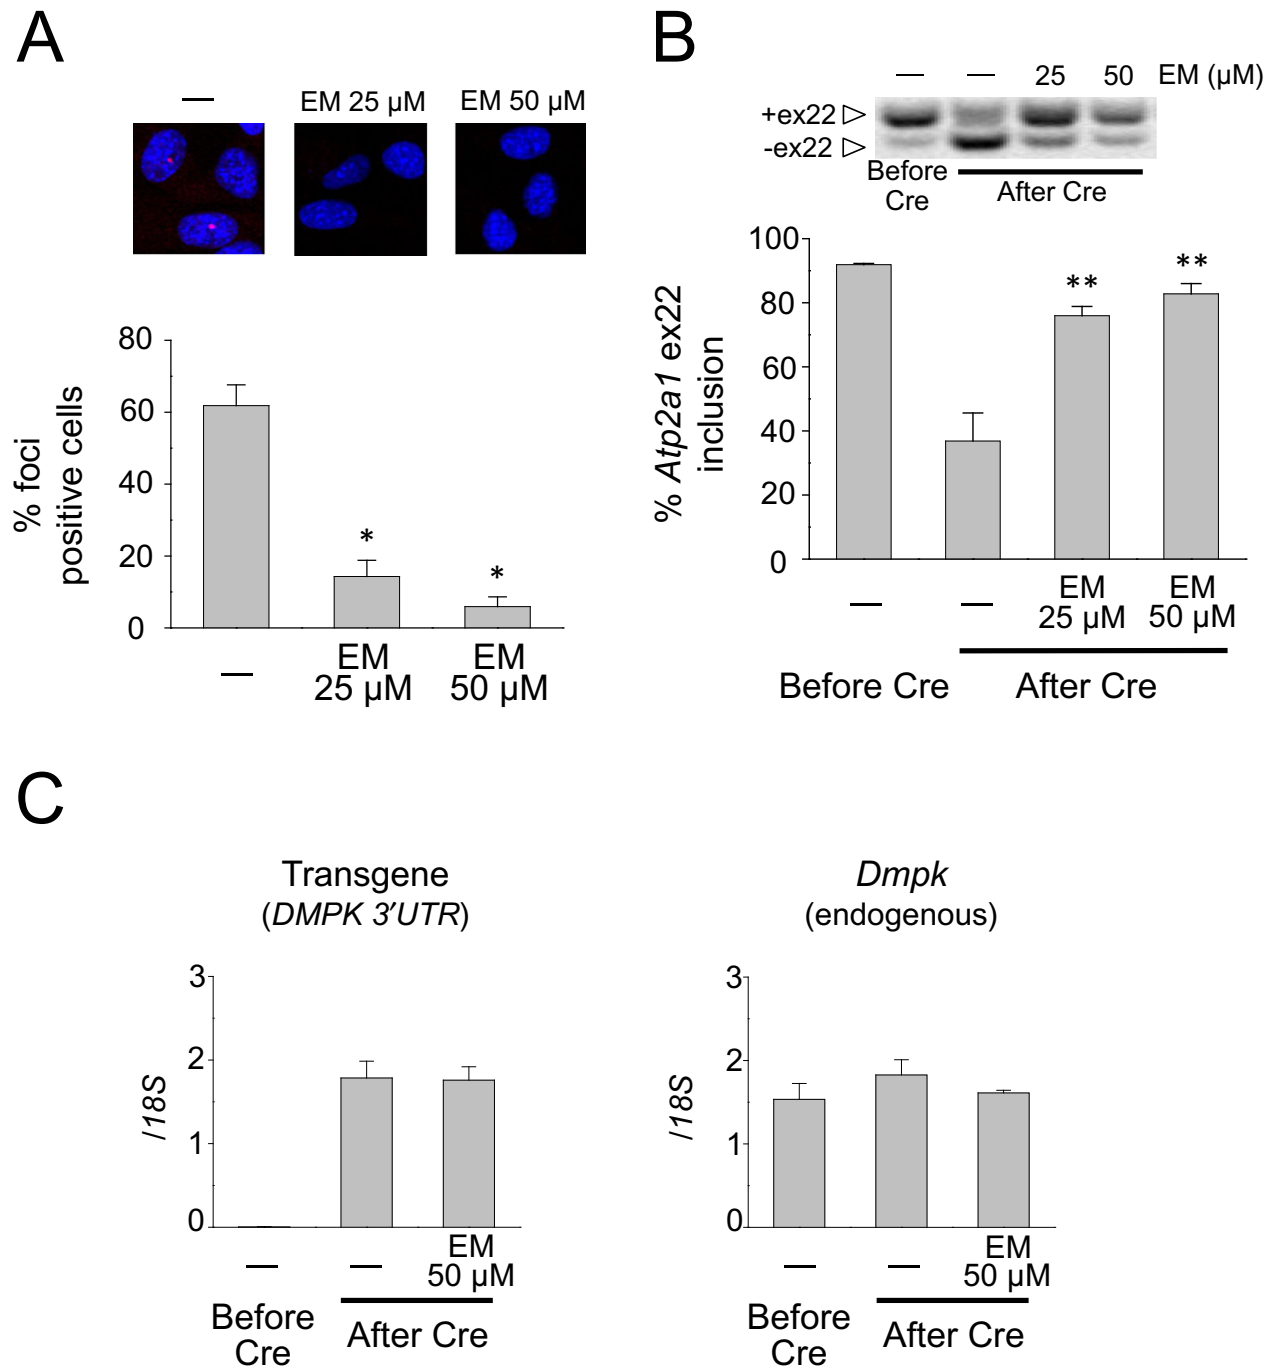 A
— EM 25 μM EM 50 μM
80
60
40
20
0
% foci
positive cells
*
*
— EM EM
25 μM 50 μM
B
— — 25 50 EM (μM)
+ex22
-ex22
Before
Cre
After Cre
100
80
60
40
20
0
% Atp2a1 ex22
inclusion
**
**
— — EM EM
25 μM 50 μM
Before Cre After Cre
C
Transgene
(DMPK 3′UTR)
3
2
1
0
/18S
— — EM
50 μM
Before
Cre
After Cre
Dmpk
(endogenous)
3
2
1
0
/18S
— — EM
50 μM
Before
Cre
After Cre